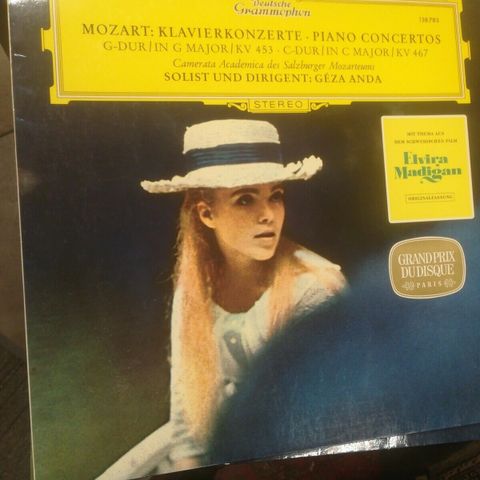 Deutsche
Grammophon
138783
MOZART: KLAVIERKONZERTE · PIANO CONCERTOS
G-DUR/IN G MAJOR/KV 453 · C-DUR/IN C MAJOR/KV 467
Camerata Academica des Salzburger Mozarteums
SOLIST UND DIRIGENT: GÉZA ANDA
STEREO
MIT THEMA AUS
DEM SCHWEDISCHEN FILM
Elvira
Madigan
ORIGINALFASSUNG
GRAND PRIX
DU DISQUE
PARIS